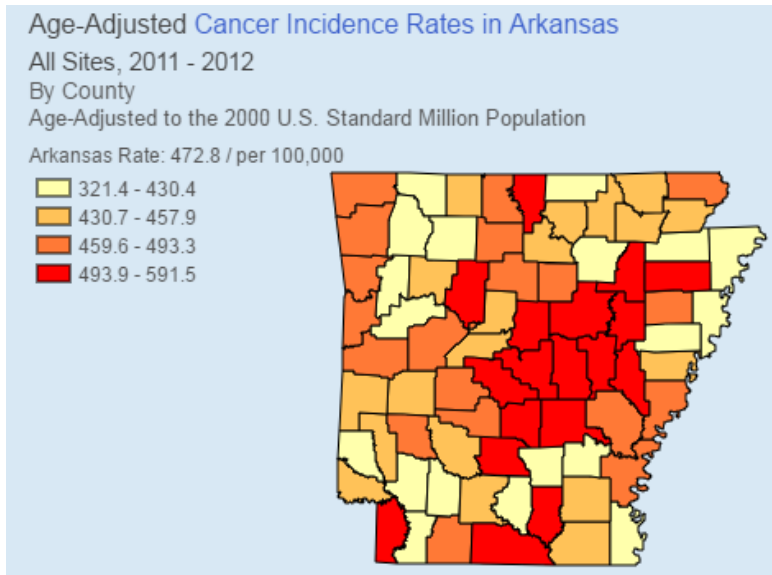 Age-Adjusted Cancer Incidence Rates in Arkansas
All Sites, 2011 - 2012
By County
Age-Adjusted to the 2000 U.S. Standard Million Population
Arkansas Rate: 472.8 / per 100,000
321.4 - 430.4
430.7 - 457.9
459.6 - 493.3
493.9 - 591.5